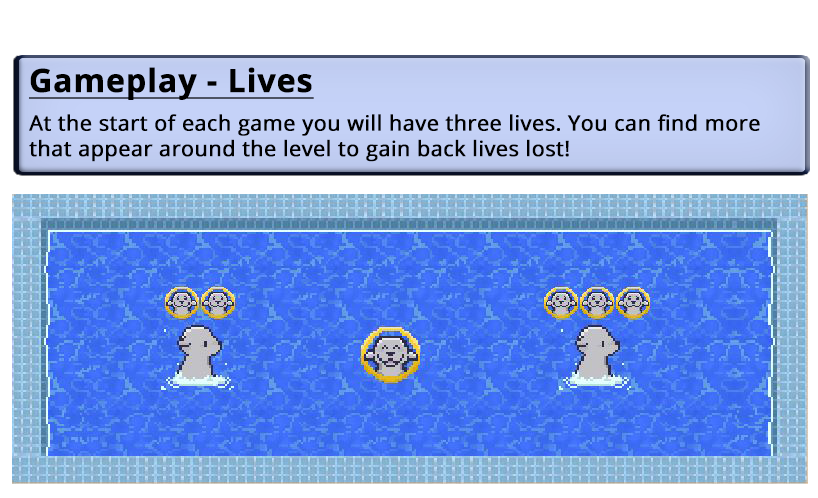 Gameplay - Lives
At the start of each game you will have three lives. You can find more
that appear around the level to gain back lives lost!